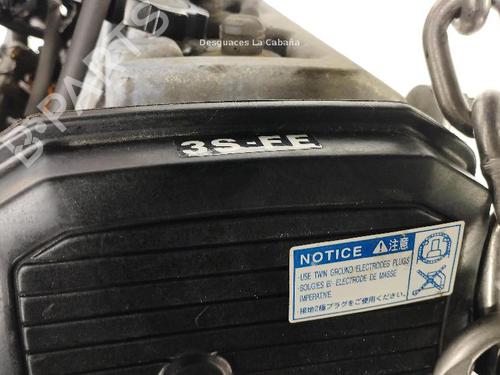 Desguaces La Cabaña
B-PARTS
3S-FE
NOTICE ⚠注意
-USE TWIN GROUND/ELECTRODES PLUGS
-BOUGIES BI-ELECTRODE DE MASSE
IMPERATIVE.
・接地2極プラグをご使用ください。